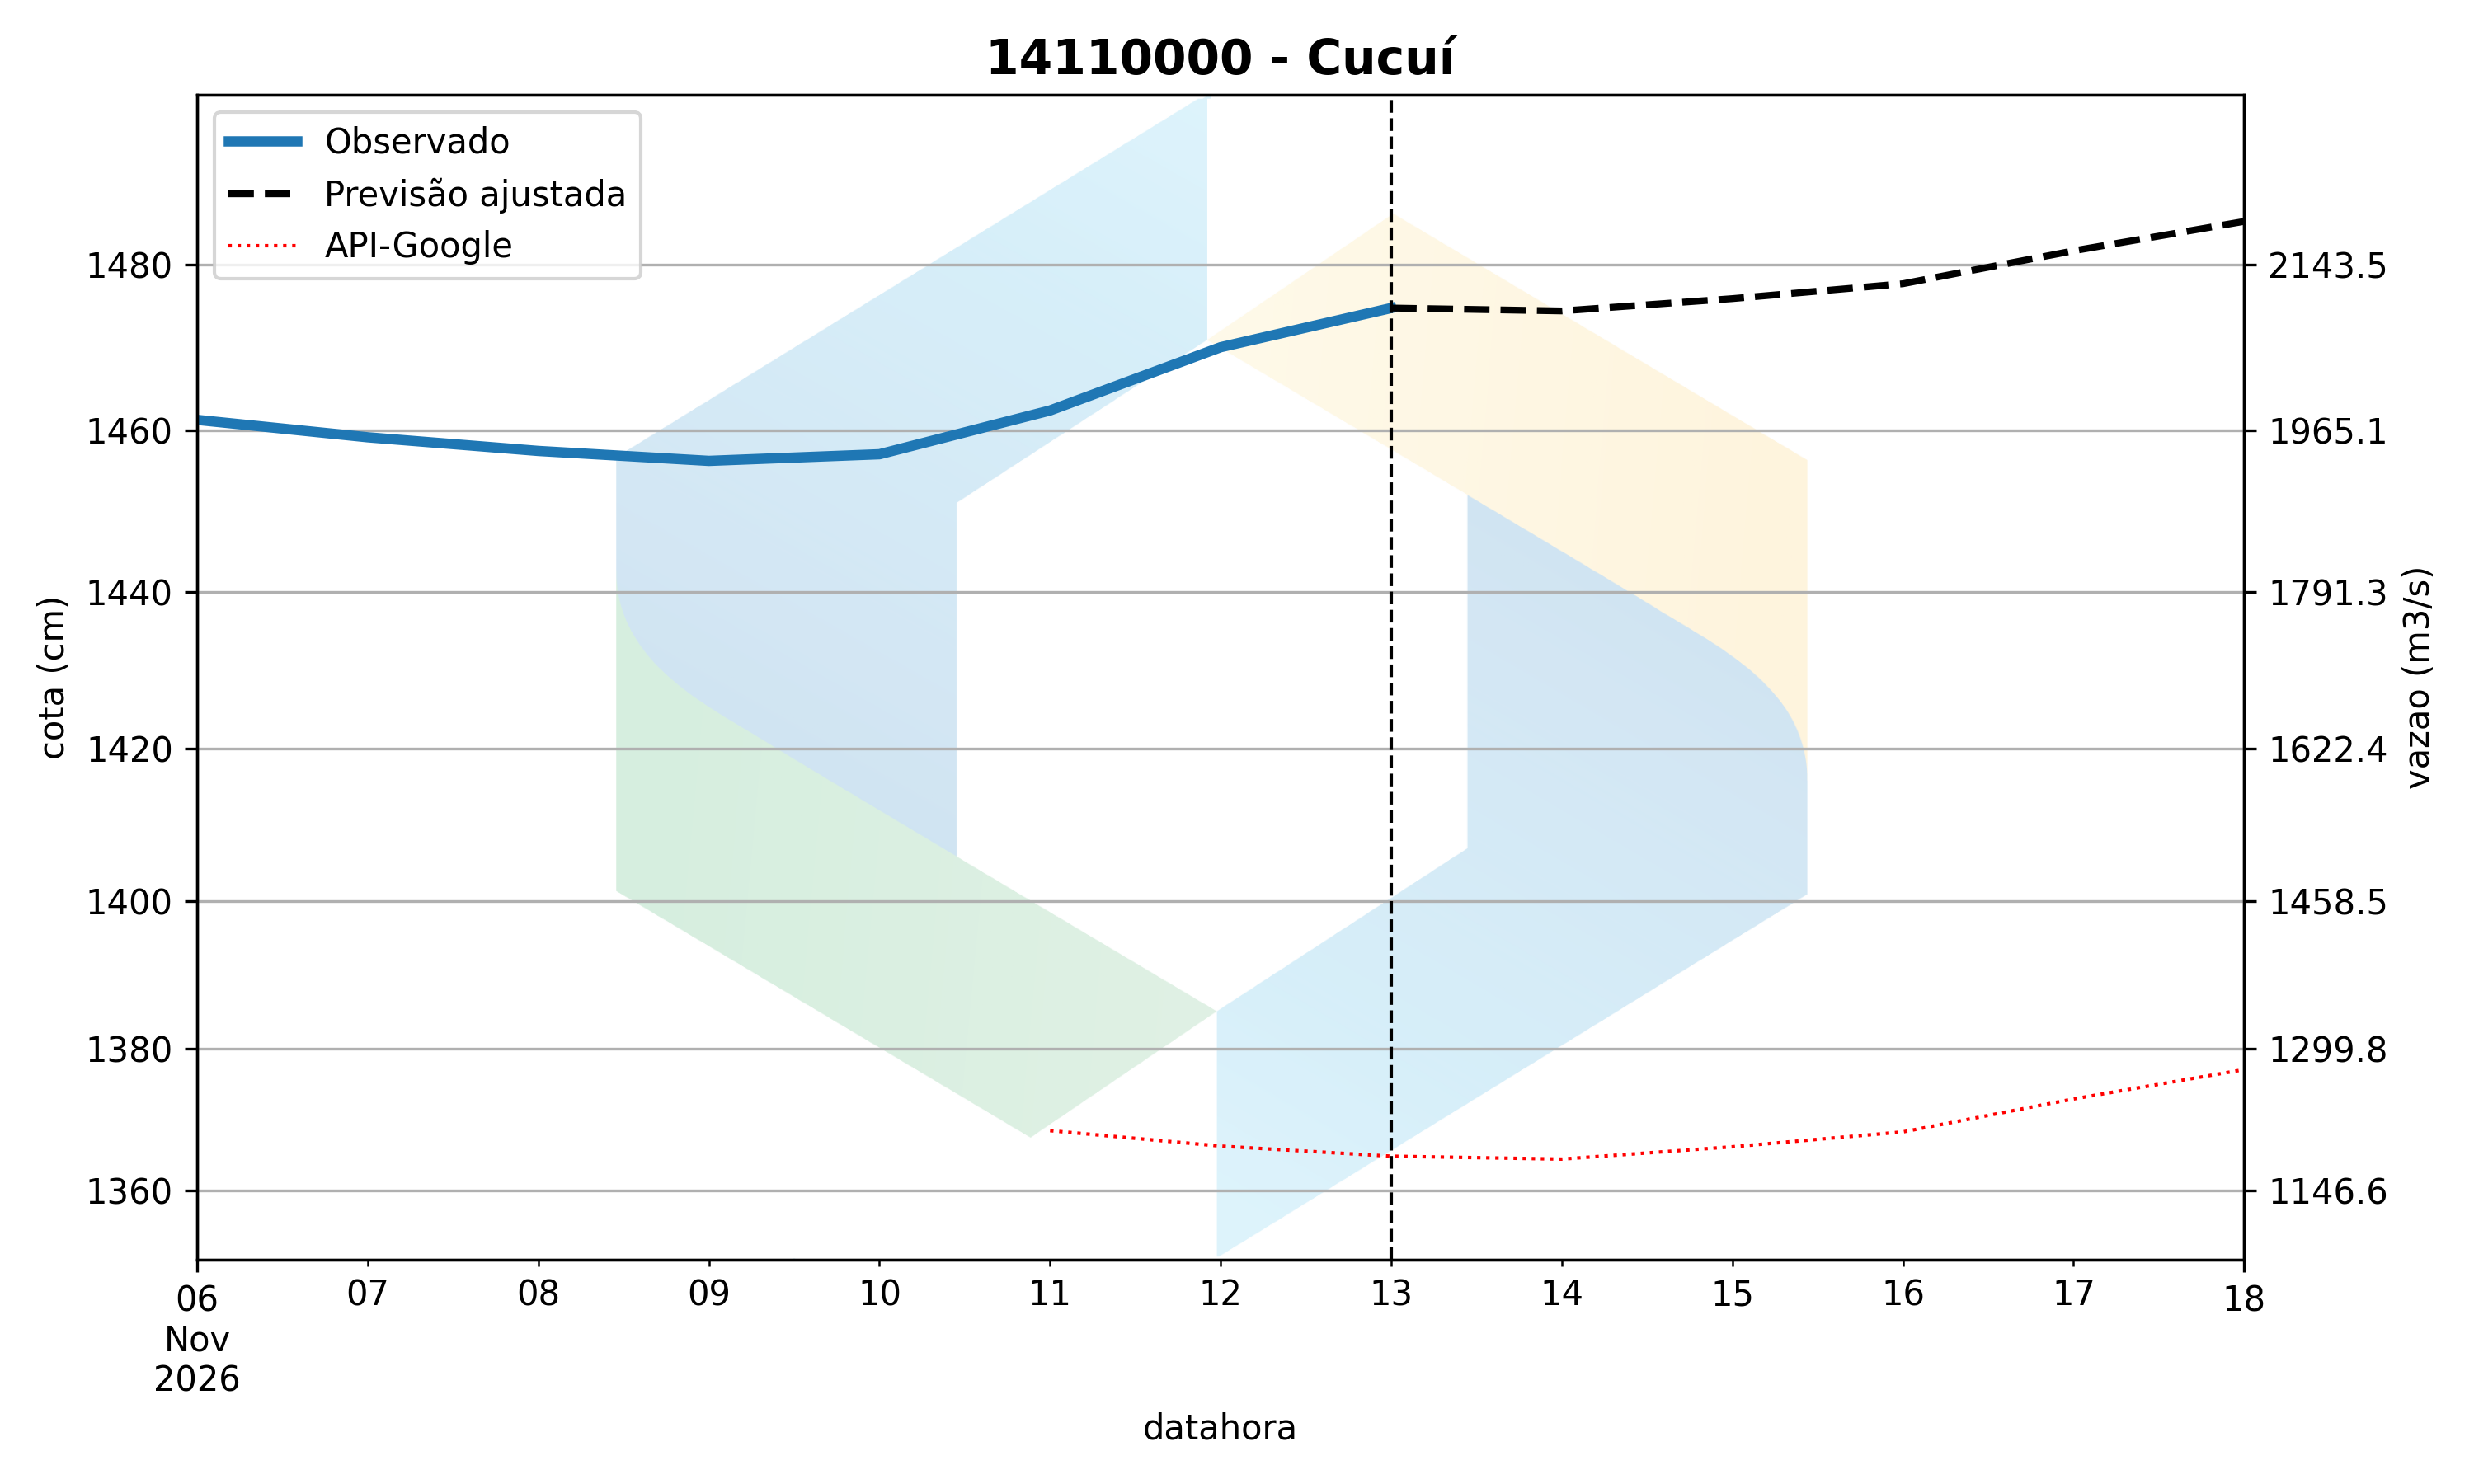 14110000 - Cucuí
Observado
Previsão ajustada
API-Google
1480
1460
1440
1420
1400
1380
1360
cota (cm)
2143.5
1965.1
1791.3
1622.4
1458.5
1299.8
1146.6
vazao (m3/s)
06 07 08 09 10 11 12 13 14 15 16 17 18
Nov
2026
datahora